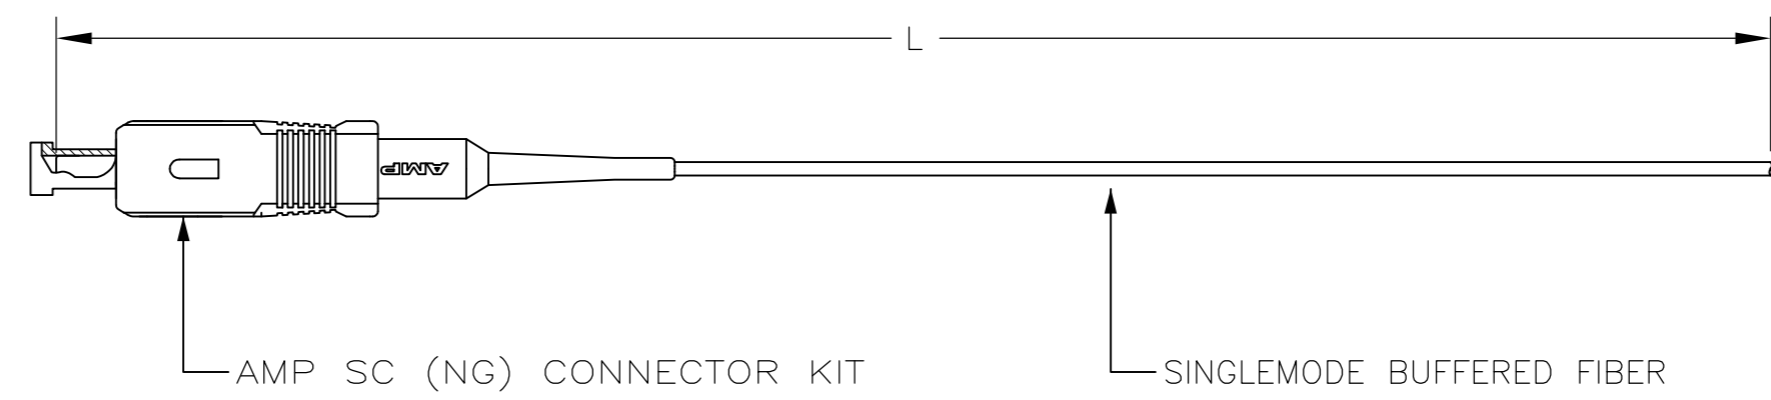 L
AMP
AMP SC (NG) CONNECTOR KIT
SINGLEMODE BUFFERED FIBER